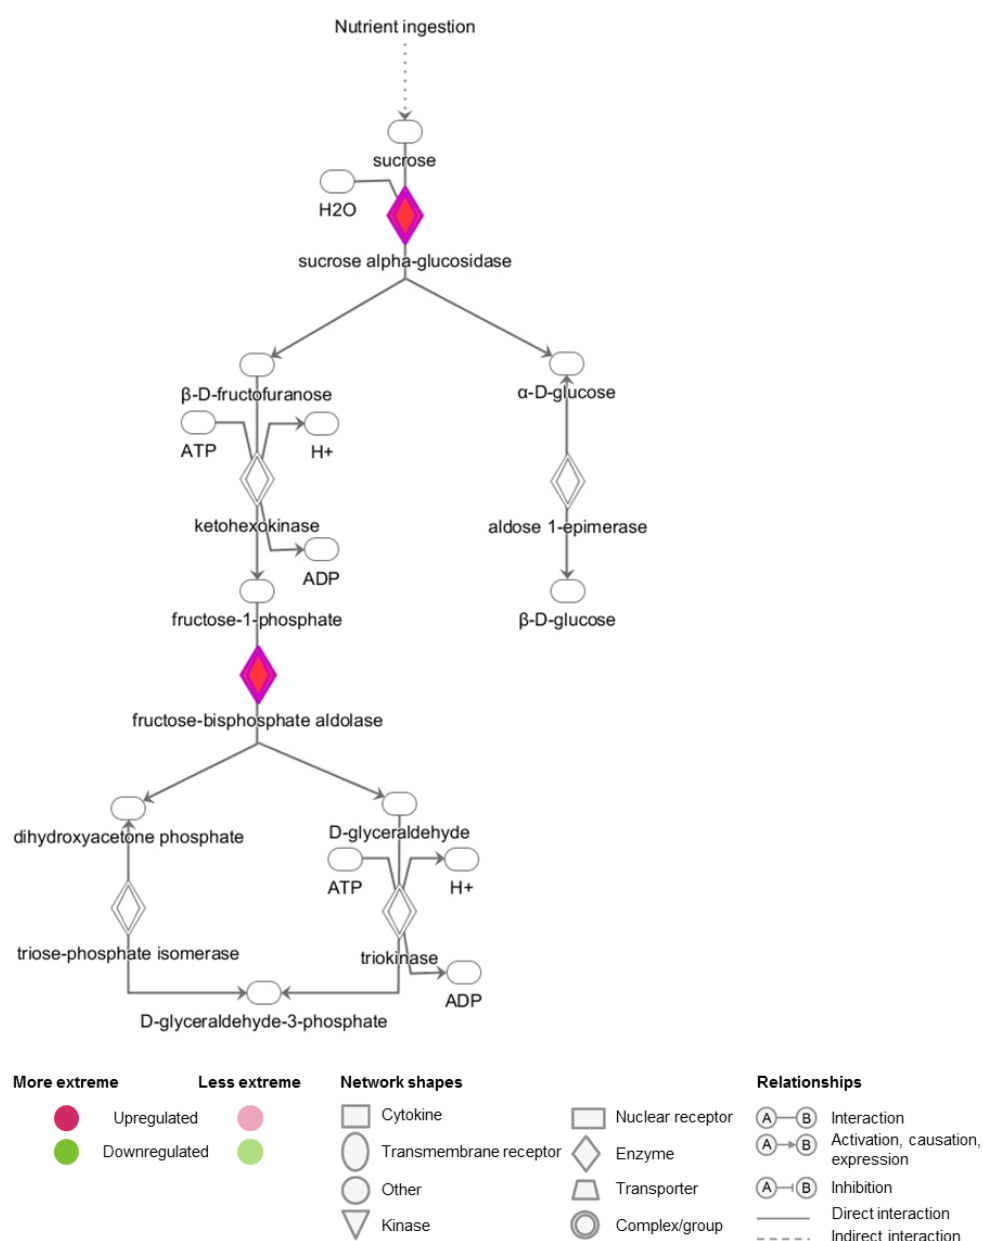 Nutrient ingestion
sucrose
H2O
sucrose alpha-glucosidase
β-D-fructofuranose
α-D-glucose
ATP
H+
ketohexokinase
aldose 1-epimerase
ADP
fructose-1-phosphate
β-D-glucose
fructose-bisphosphate aldolase
dihydroxyacetone phosphate
D-glyceraldehyde
ATP
H+
triose-phosphate isomerase
triokinase
ADP
D-glyceraldehyde-3-phosphate
More extreme
Less extreme
Upregulated
Downregulated
Network shapes
Cytokine
Transmembrane receptor
Other
Kinase
Nuclear receptor
Enzyme
Transporter
Complex/group
Relationships
A B Interaction
A B Activation, causation,
expression
A B Inhibition
Direct interaction
Indirect interaction